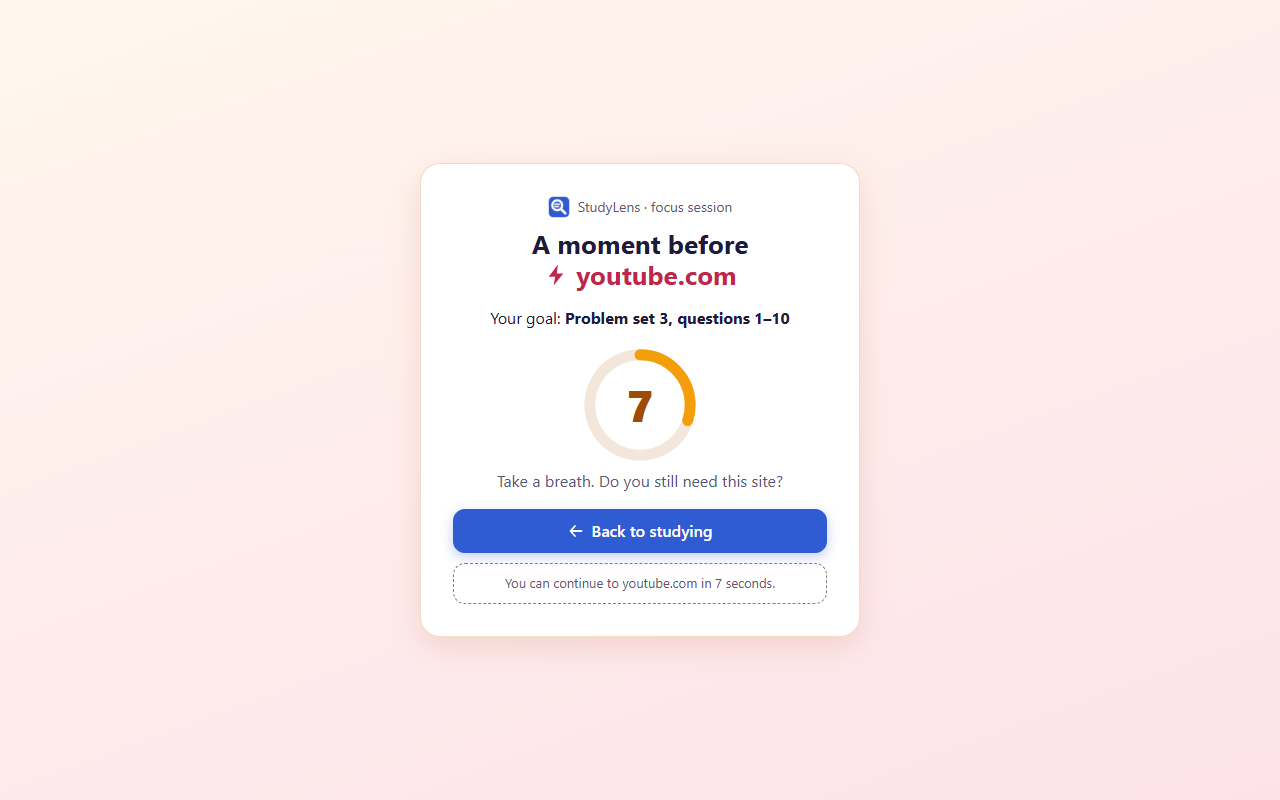 StudyLens · focus session
A moment before
youtube.com
Your goal: Problem set 3, questions 1–10
7
Take a breath. Do you still need this site?
← Back to studying
You can continue to youtube.com in 7 seconds.